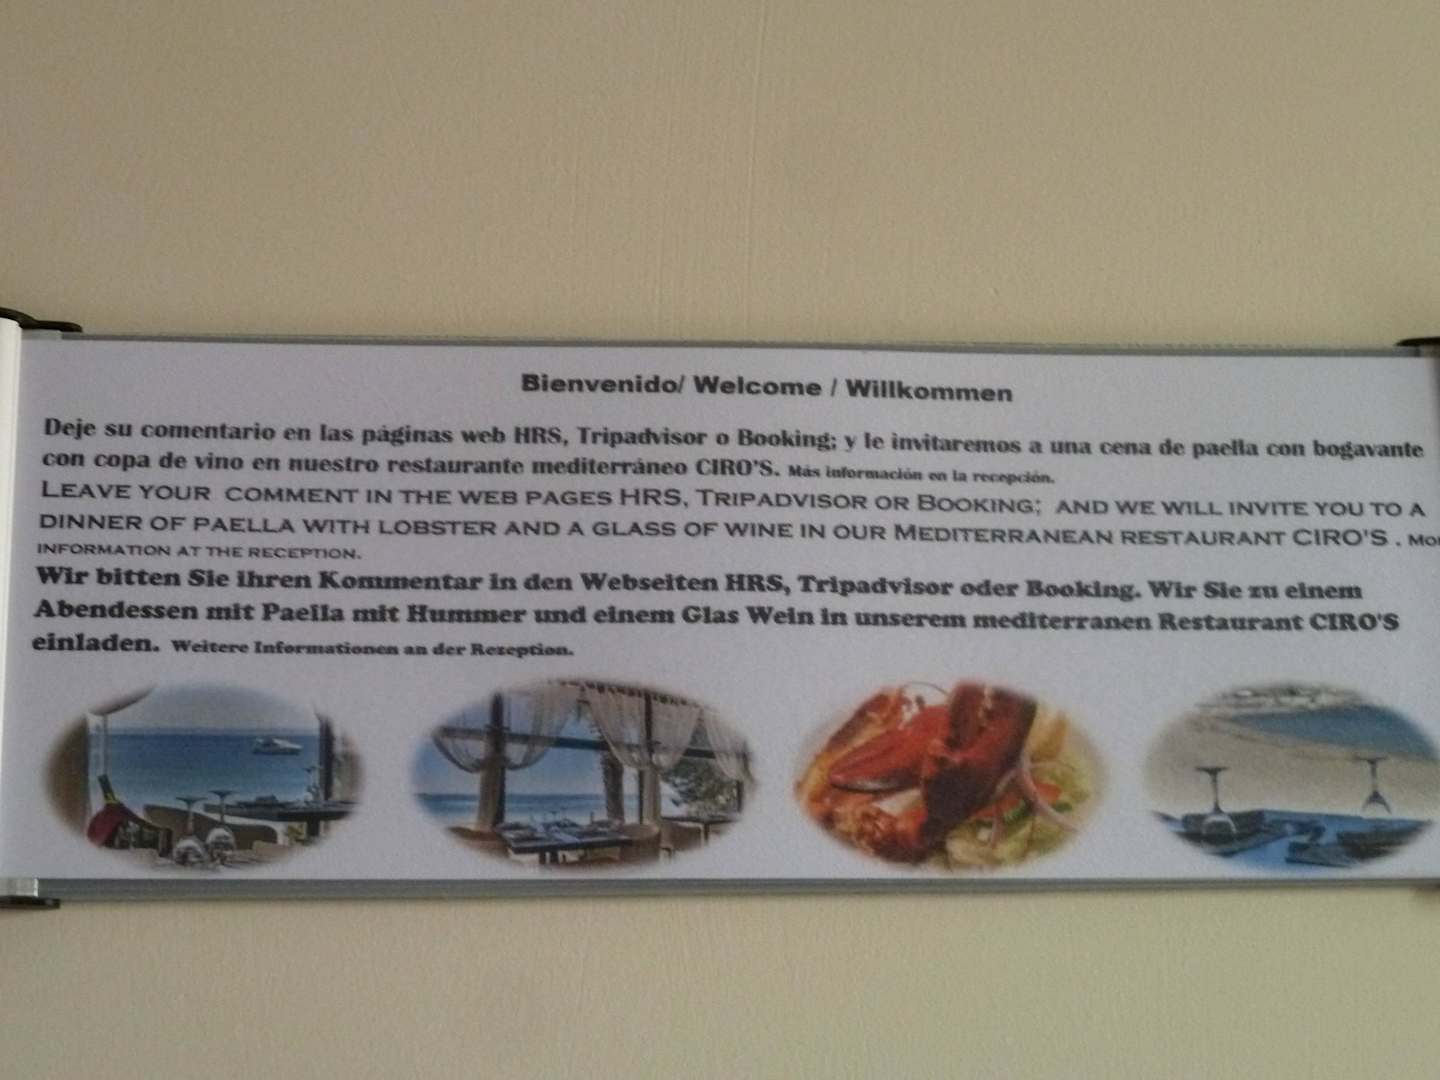 Bienvenido/ Welcome / Willkommen
Deje su comentario en las páginas web HRS, Tripadvisor o Booking; y le invitaremos a una cena de paella con bogavante
con copa de vino en nuestro restaurante mediterráneo CIRO'S. Más información en la recepción.
LEAVE YOUR COMMENT IN THE WEB PAGES HRS, TRIPADVISOR OR BOOKING; AND WE WILL INVITE YOU TO A
DINNER OF PAELLA WITH LOBSTER AND A GLASS OF WINE IN OUR MEDITERRANEAN RESTAURANT CIRO'S .
INFORMATION AT THE RECEPTION.
Wir bitten Sie ihren Kommentar in den Webseiten HRS, Tripadvisor oder Booking. Wir Sie zu einem
Abendessen mit Paella mit Hummer und einem Glas Wein in unserem mediterranen Restaurant CIRO'S
einladen. Weitere Informationen an der Rezeption.